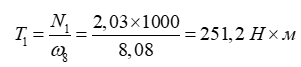 T₁ = N₁/ω₈ = 2,03×1000/8,08 = 251,2 Н×м